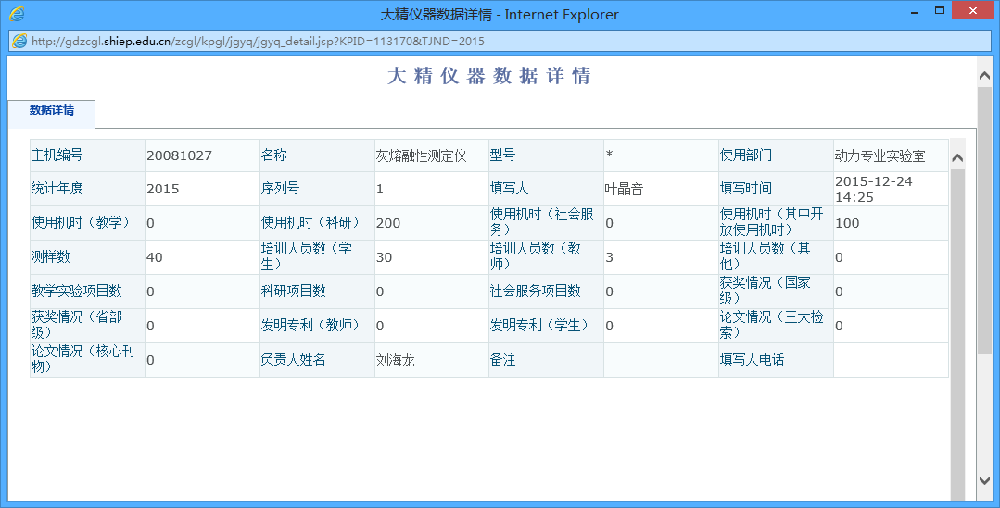 大精仪器数据详情 - Internet Explorer
http://gdzcgl.shiep.edu.cn/zcgl/kpgl/jgyq/jgyq_detail.jsp?KPID=113170&TJND=2015
大精仪器数据详情
数据详情
主机编号 20081027 名称 灰熔融性测定仪 型号 * 使用部门 动力专业实验室
统计年度 2015 序列号 1 填写人 叶晶音 填写时间 2015-12-24
14:25
使用机时（教学） 0 使用机时（科研） 200 使用机时（社会服
务） 0 使用机时（其中开
放使用机时） 100
测样数 40 培训人员数（学
生） 30 培训人员数（教
师） 3 培训人员数（其
他） 0
教学实验项目数 0 科研项目数 0 社会服务项目数 0 获奖情况（国家
级） 0
获奖情况（省部
级） 0 发明专利（教师） 0 发明专利（学生） 0 论文情况（三大检
索） 0
论文情况（核心刊
物） 0 负责人姓名 刘海龙 备注 填写人电话